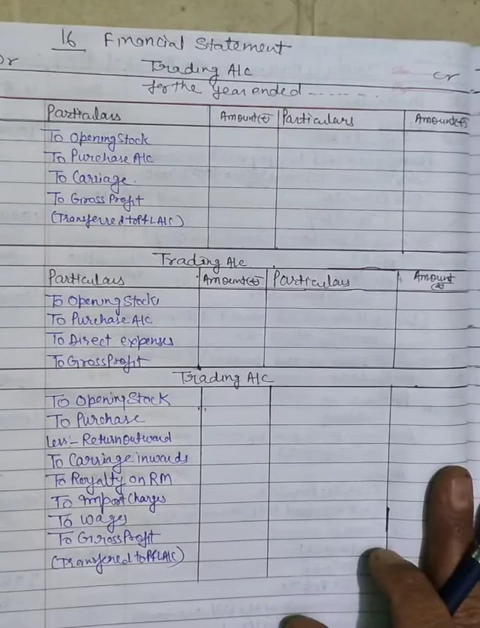 16 Financial Statement
Dr
Trading A/c
Cr
for the year ended -------
Particulars Amount(₹) Particulars Amount(₹)
To Opening Stock
To Purchase A/c
To Carriage.
To Gross Profit
(Transferred to P&L A/c)
Trading A/c
Particulars Amount(₹) Particulars Amount (₹)
To Opening Stock
To Purchase A/c
To Direct expenses
To Gross Profit
Trading A/c
To Opening Stock
To Purchase
Less- Return outward
To Carriage inwards
To Royalty on RM
To Import Charges
To Wages
To Gross Profit
(Transferred to P&L A/c)